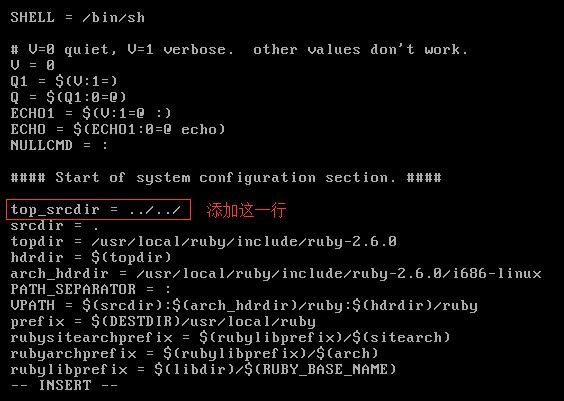 SHELL = /bin/sh
# V=0 quiet, V=1 verbose.  other values don't work.
V = 0
Q1 = $(V:1=)
Q = $(Q1:0=@)
ECHO1 = $(V:1=@ :)
ECHO = $(ECHO1:0=@ echo)
NULLCMD = :
#### Start of system configuration section. ####
top_srcdir = ../../ 添加这一行
srcdir = .
topdir = /usr/local/ruby/include/ruby-2.6.0
hdrdir = $(topdir)
arch_hdrdir = /usr/local/ruby/include/ruby-2.6.0/i686-linux
PATH_SEPARATOR = :
VPATH = $(srcdir):$(arch_hdrdir)/ruby:$(hdrdir)/ruby
prefix = $(DESTDIR)/usr/local/ruby
rubysitearchprefix = $(rubylibprefix)/$(sitearch)
rubyarchprefix = $(rubylibprefix)/$(arch)
rubylibprefix = $(libdir)/$(RUBY_BASE_NAME)
-- INSERT --